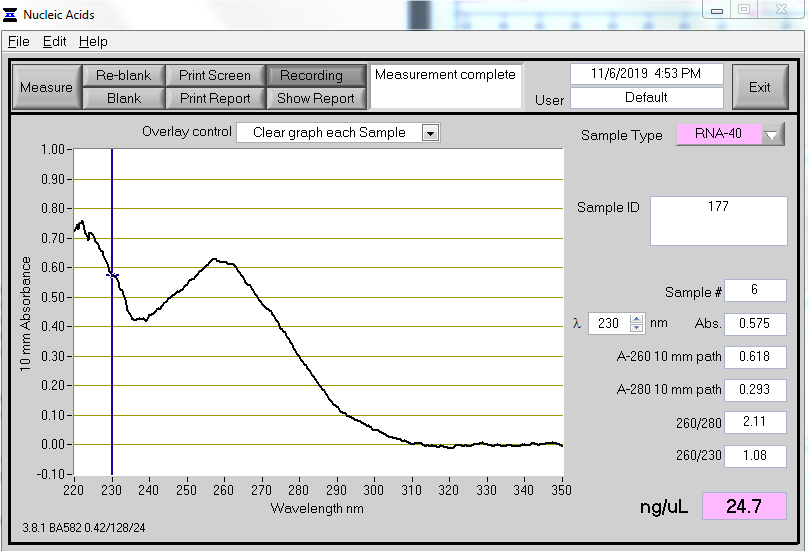 Nucleic Acids
File Edit Help
Measure
Re-blank
Print Screen
Recording
Blank
Print Report
Show Report
Measurement complete
11/6/2019 4:53 PM
User
Default
Exit
Overlay control
Clear graph each Sample
Sample Type
RNA-40
Sample ID
177
Sample #
6
λ 230 nm
Abs.
0.575
A-260 10 mm path
0.618
A-280 10 mm path
0.293
260/280
2.11
260/230
1.08
ng/uL
24.7
10 mm Absorbance
1.00
0.90
0.80
0.70
0.60
0.50
0.40
0.30
0.20
0.10
0.00
-0.10
220 230 240 250 260 270 280 290 300 310 320 330 340 350
Wavelength nm
3.8.1 BA582 0.42/128/24